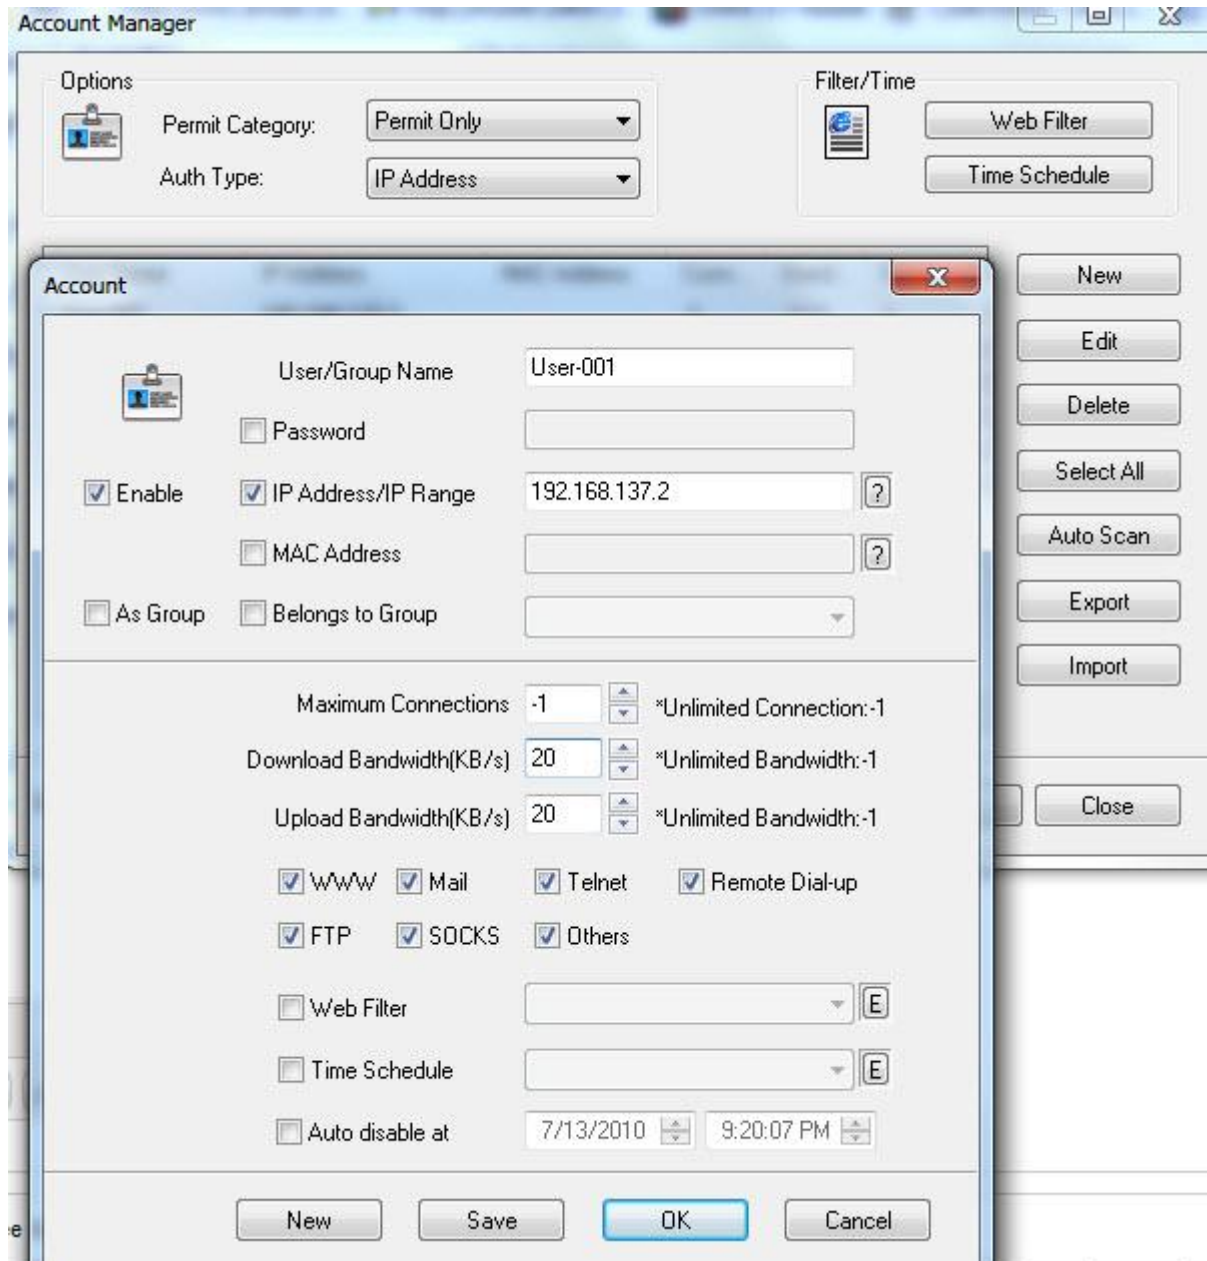 Account Manager
Options
Filter/Time
Permit Category: Permit Only
Web Filter
Auth Type: IP Address
Time Schedule
Account
New
User/Group Name User-001
Edit
Password
Delete
Enable IP Address/IP Range 192.168.137.2 ?
Select All
MAC Address ?
Auto Scan
As Group Belongs to Group
Export
Import
Maximum Connections -1 *Unlimited Connection:-1
Download Bandwidth(KB/s) 20 *Unlimited Bandwidth:-1
Upload Bandwidth(KB/s) 20 *Unlimited Bandwidth:-1
Close
WWW Mail Telnet Remote Dial-up
FTP SOCKS Others
Web Filter E
Time Schedule E
Auto disable at 7/13/2010 9:20:07 PM
New Save OK Cancel